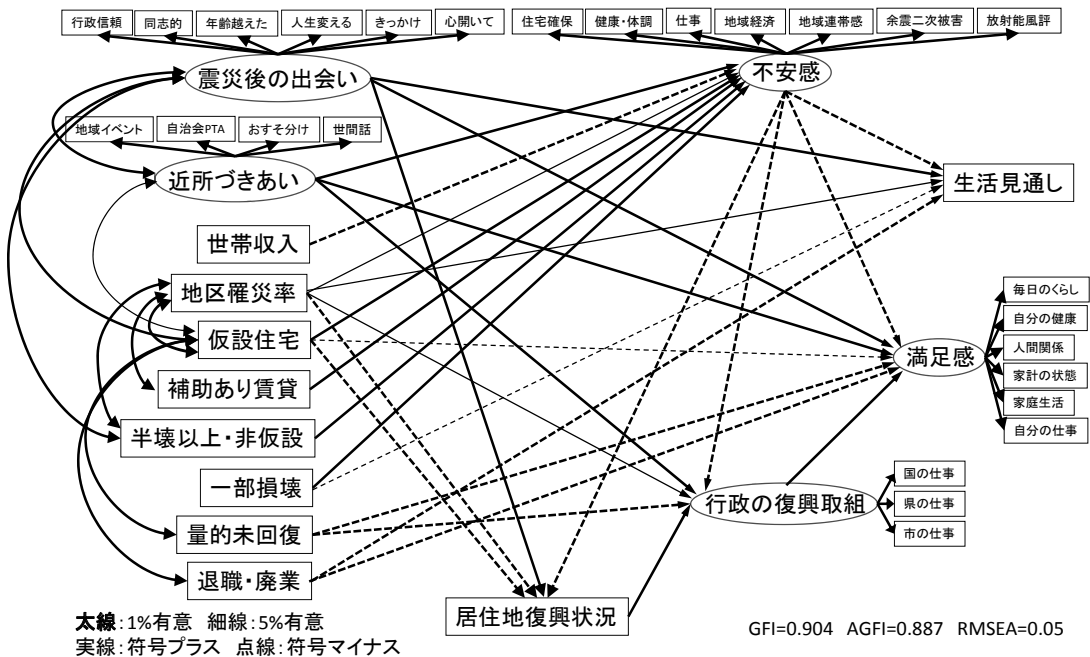 行政信頼
同志的
年齢越えた
人生変える
きっかけ
心開いて
住宅確保
健康・体調
仕事
地域経済
地域連帯感
余震二次被害
放射能風評
震災後の出会い
不安感
地域イベント
自治会PTA
おすそ分け
世間話
近所づきあい
生活見通し
世帯収入
地区罹災率
仮設住宅
補助あり賃貸
半壊以上・非仮設
一部損壊
量的未回復
退職・廃業
満足感
毎日のくらし
自分の健康
人間関係
家計の状態
家庭生活
自分の仕事
行政の復興取組
国の仕事
県の仕事
市の仕事
居住地復興状況
太線:1%有意 細線:5%有意
実線:符号プラス 点線:符号マイナス
GFI=0.904 AGFI=0.887 RMSEA=0.05